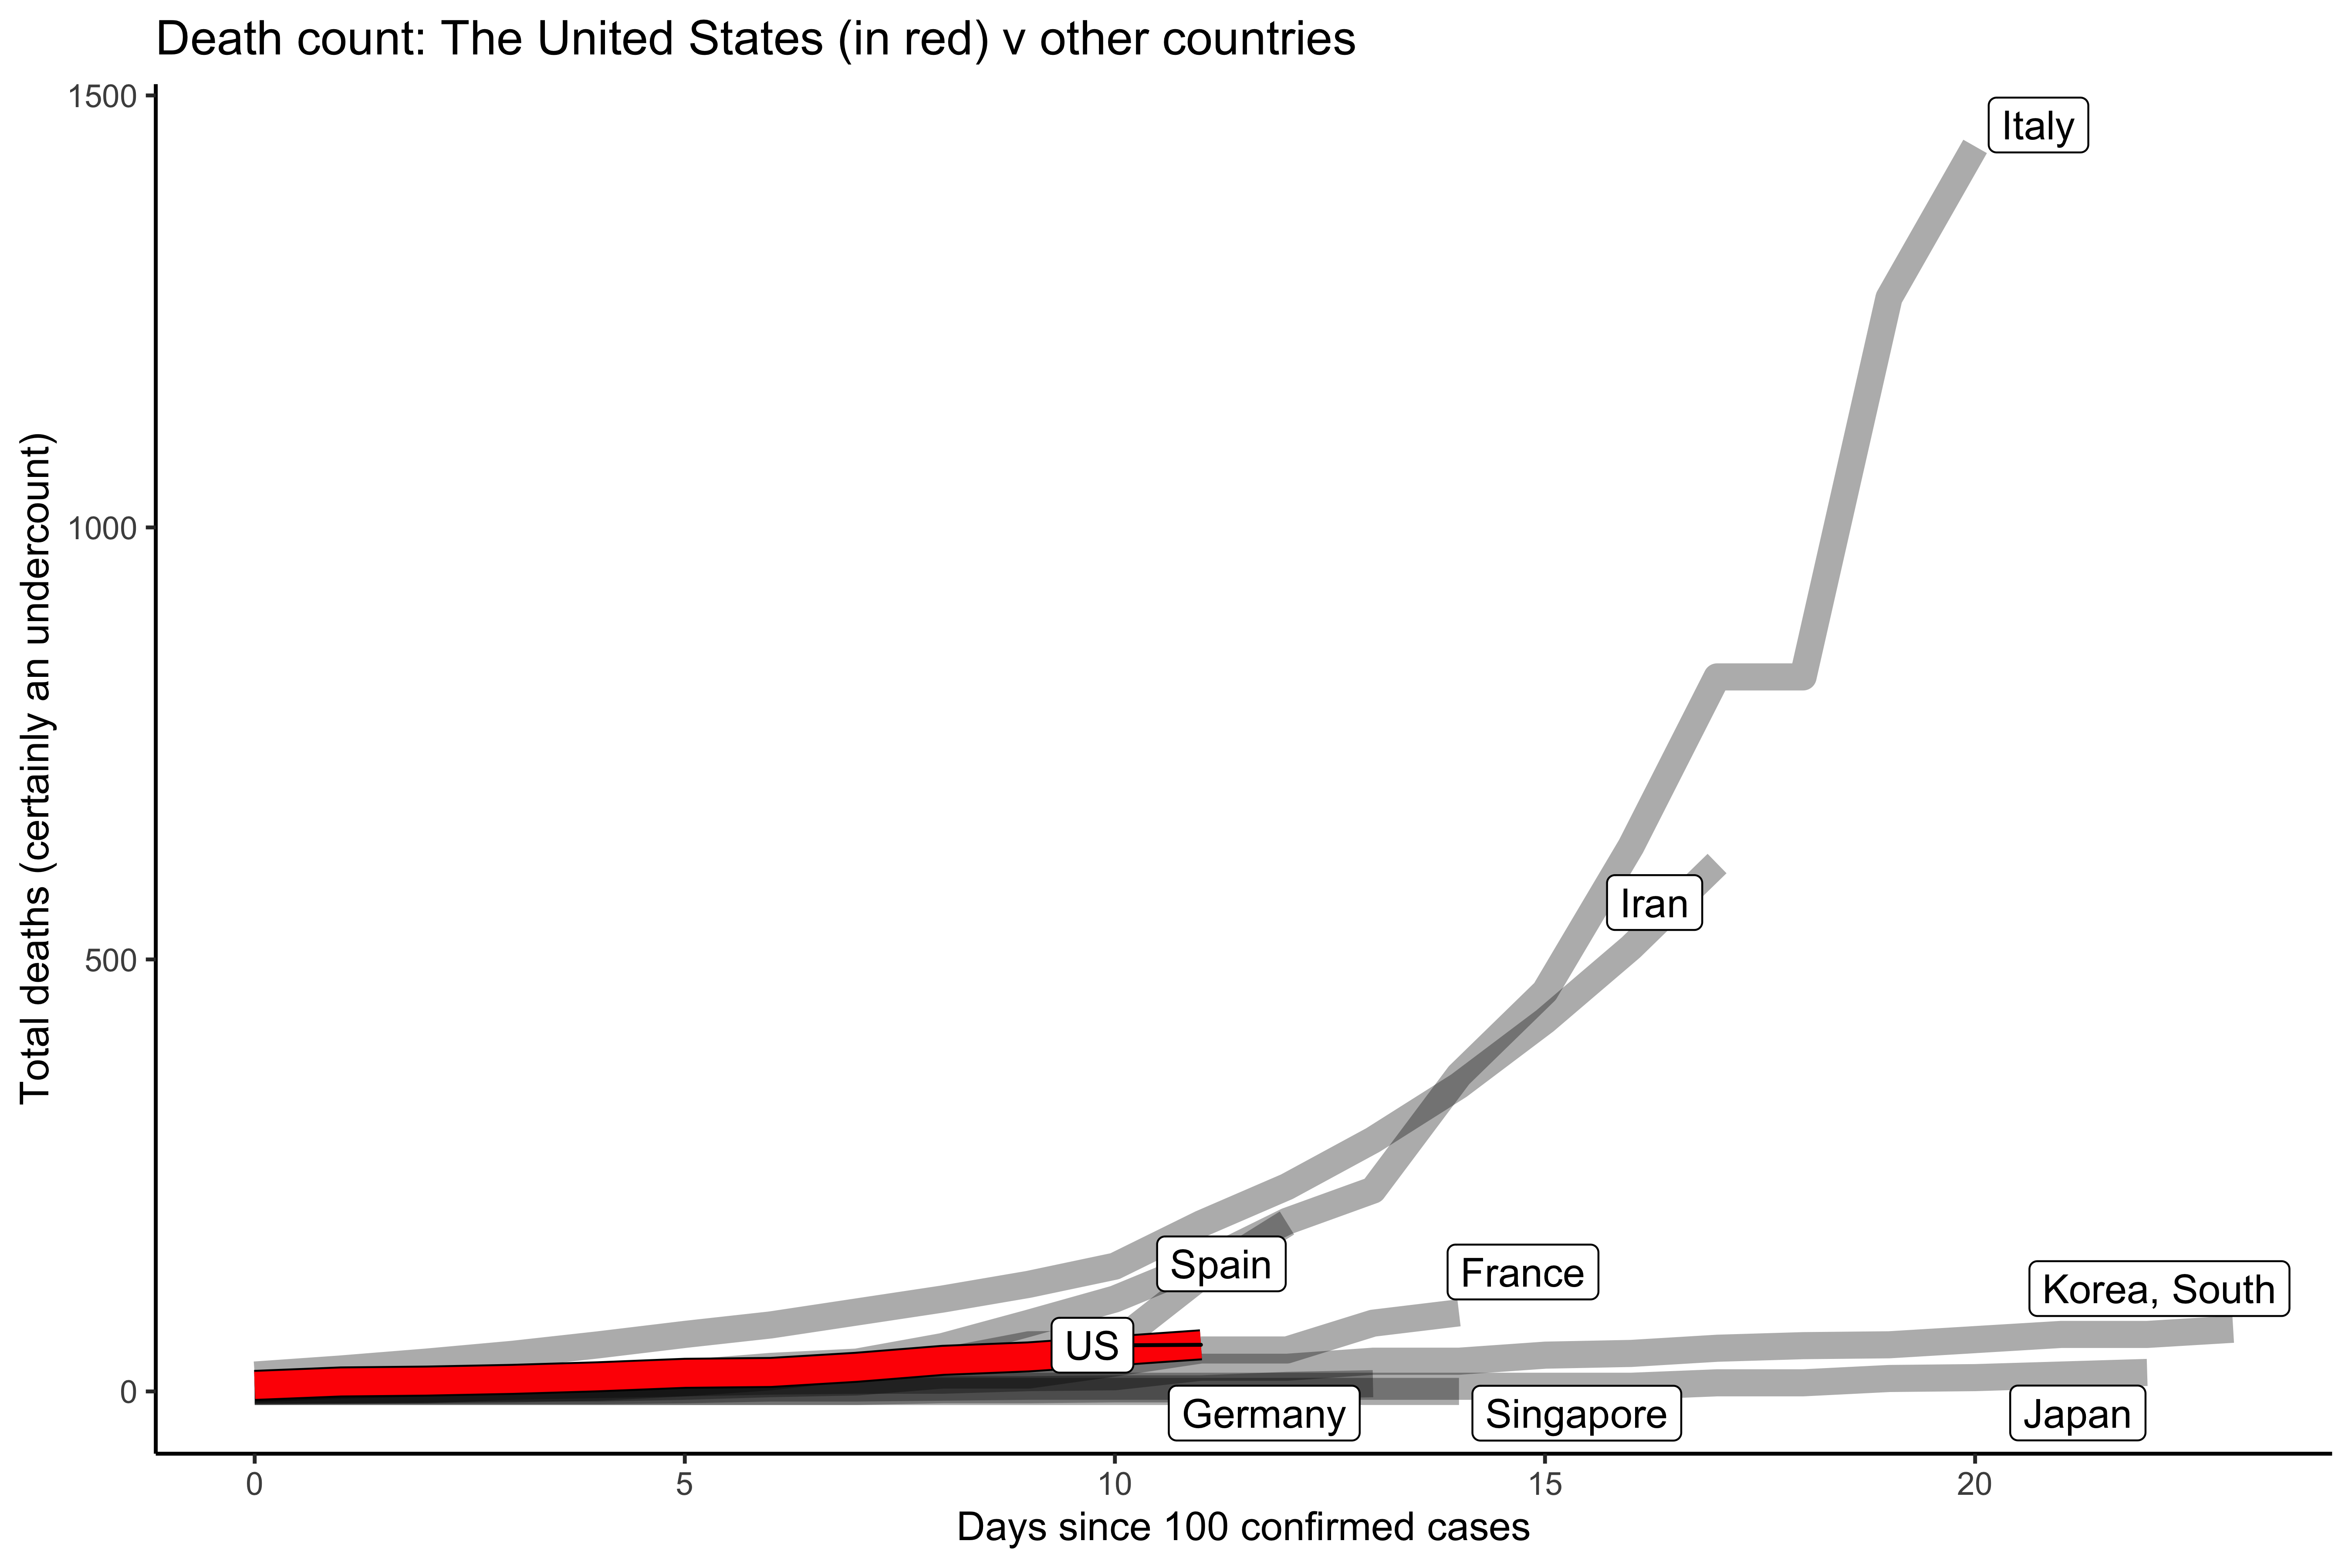 Death count: The United States (in red) v other countries
Total deaths (certainly an undercount)
1500
1000
500
0
Italy
Iran
Spain
France
Korea, South
US
Germany
Singapore
Japan
0 5 10 15 20
Days since 100 confirmed cases